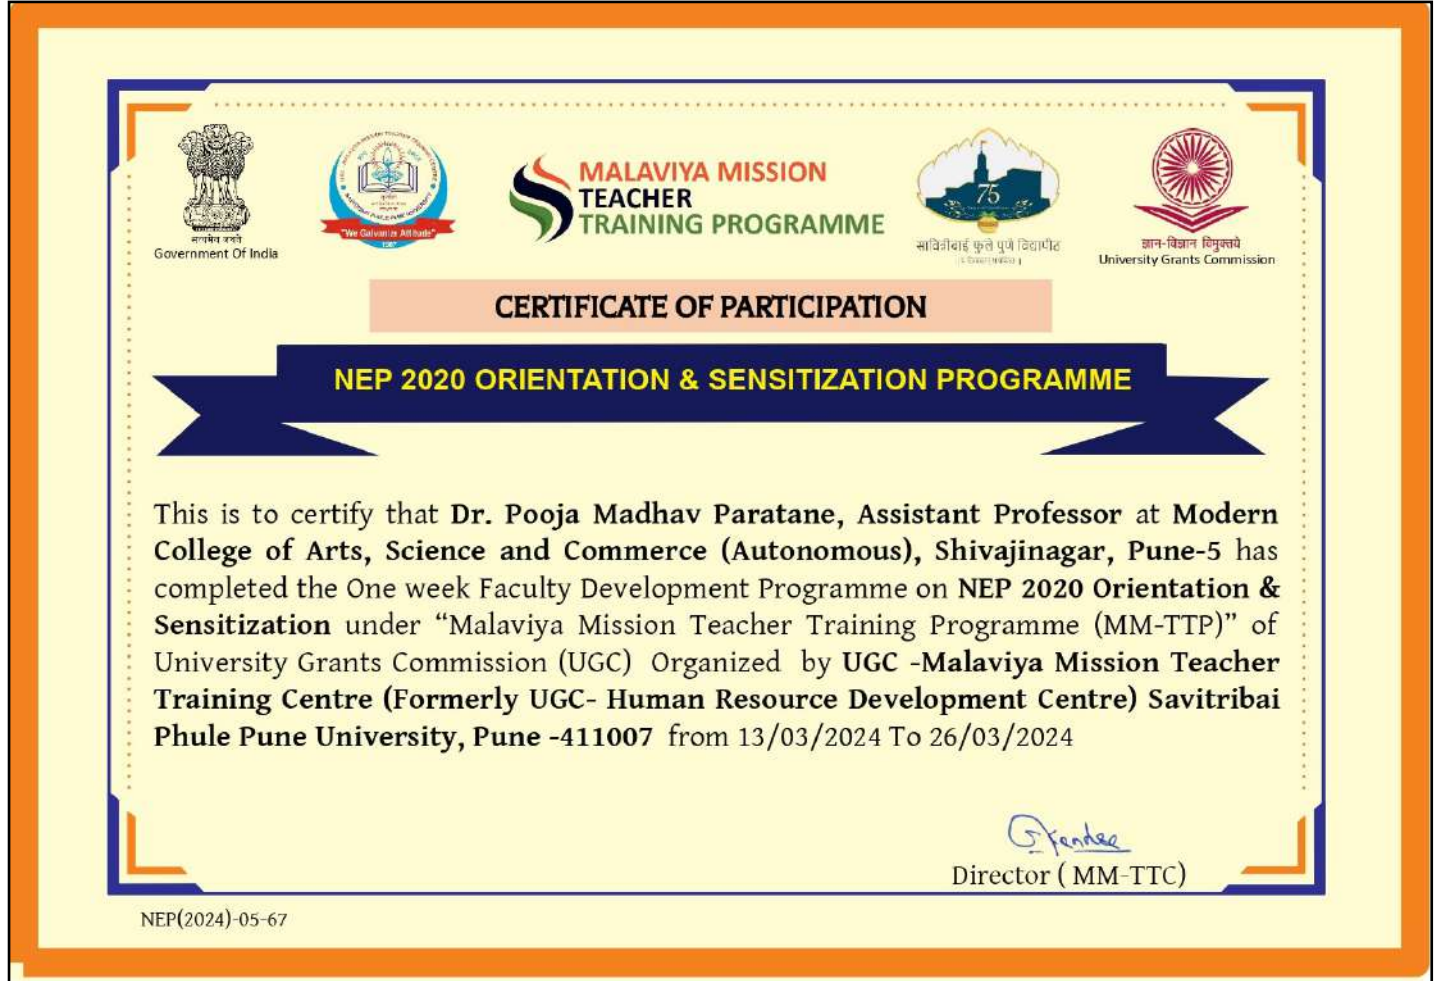 सत्यमेव जयते
Government Of India
"We Galvanize Attitude"
MALAVIYA MISSION
TEACHER
TRAINING PROGRAMME
75
सावित्रीबाई फुले पुणे विद्यापीठ
ज्ञान-विज्ञान विमुक्तये
University Grants Commission
CERTIFICATE OF PARTICIPATION
NEP 2020 ORIENTATION & SENSITIZATION PROGRAMME
This is to certify that Dr. Pooja Madhav Paratane, Assistant Professor at Modern
College of Arts, Science and Commerce (Autonomous), Shivajinagar, Pune-5 has
completed the One week Faculty Development Programme on NEP 2020 Orientation &
Sensitization under “Malaviya Mission Teacher Training Programme (MM-TTP)” of
University Grants Commission (UGC) Organized by UGC -Malaviya Mission Teacher
Training Centre (Formerly UGC- Human Resource Development Centre) Savitribai
Phule Pune University, Pune -411007 from 13/03/2024 To 26/03/2024
Director ( MM-TTC)
NEP(2024)-05-67